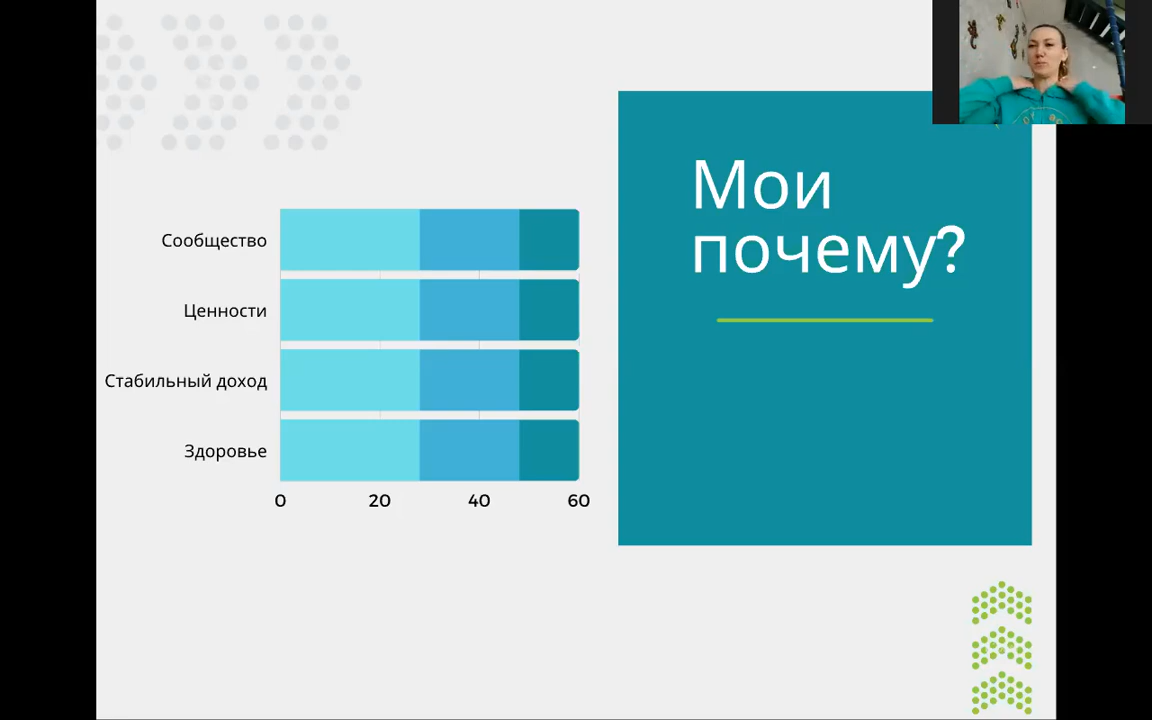 Мои
почему?
Сообщество
Ценности
Стабильный доход
Здоровье
0 20 40 60